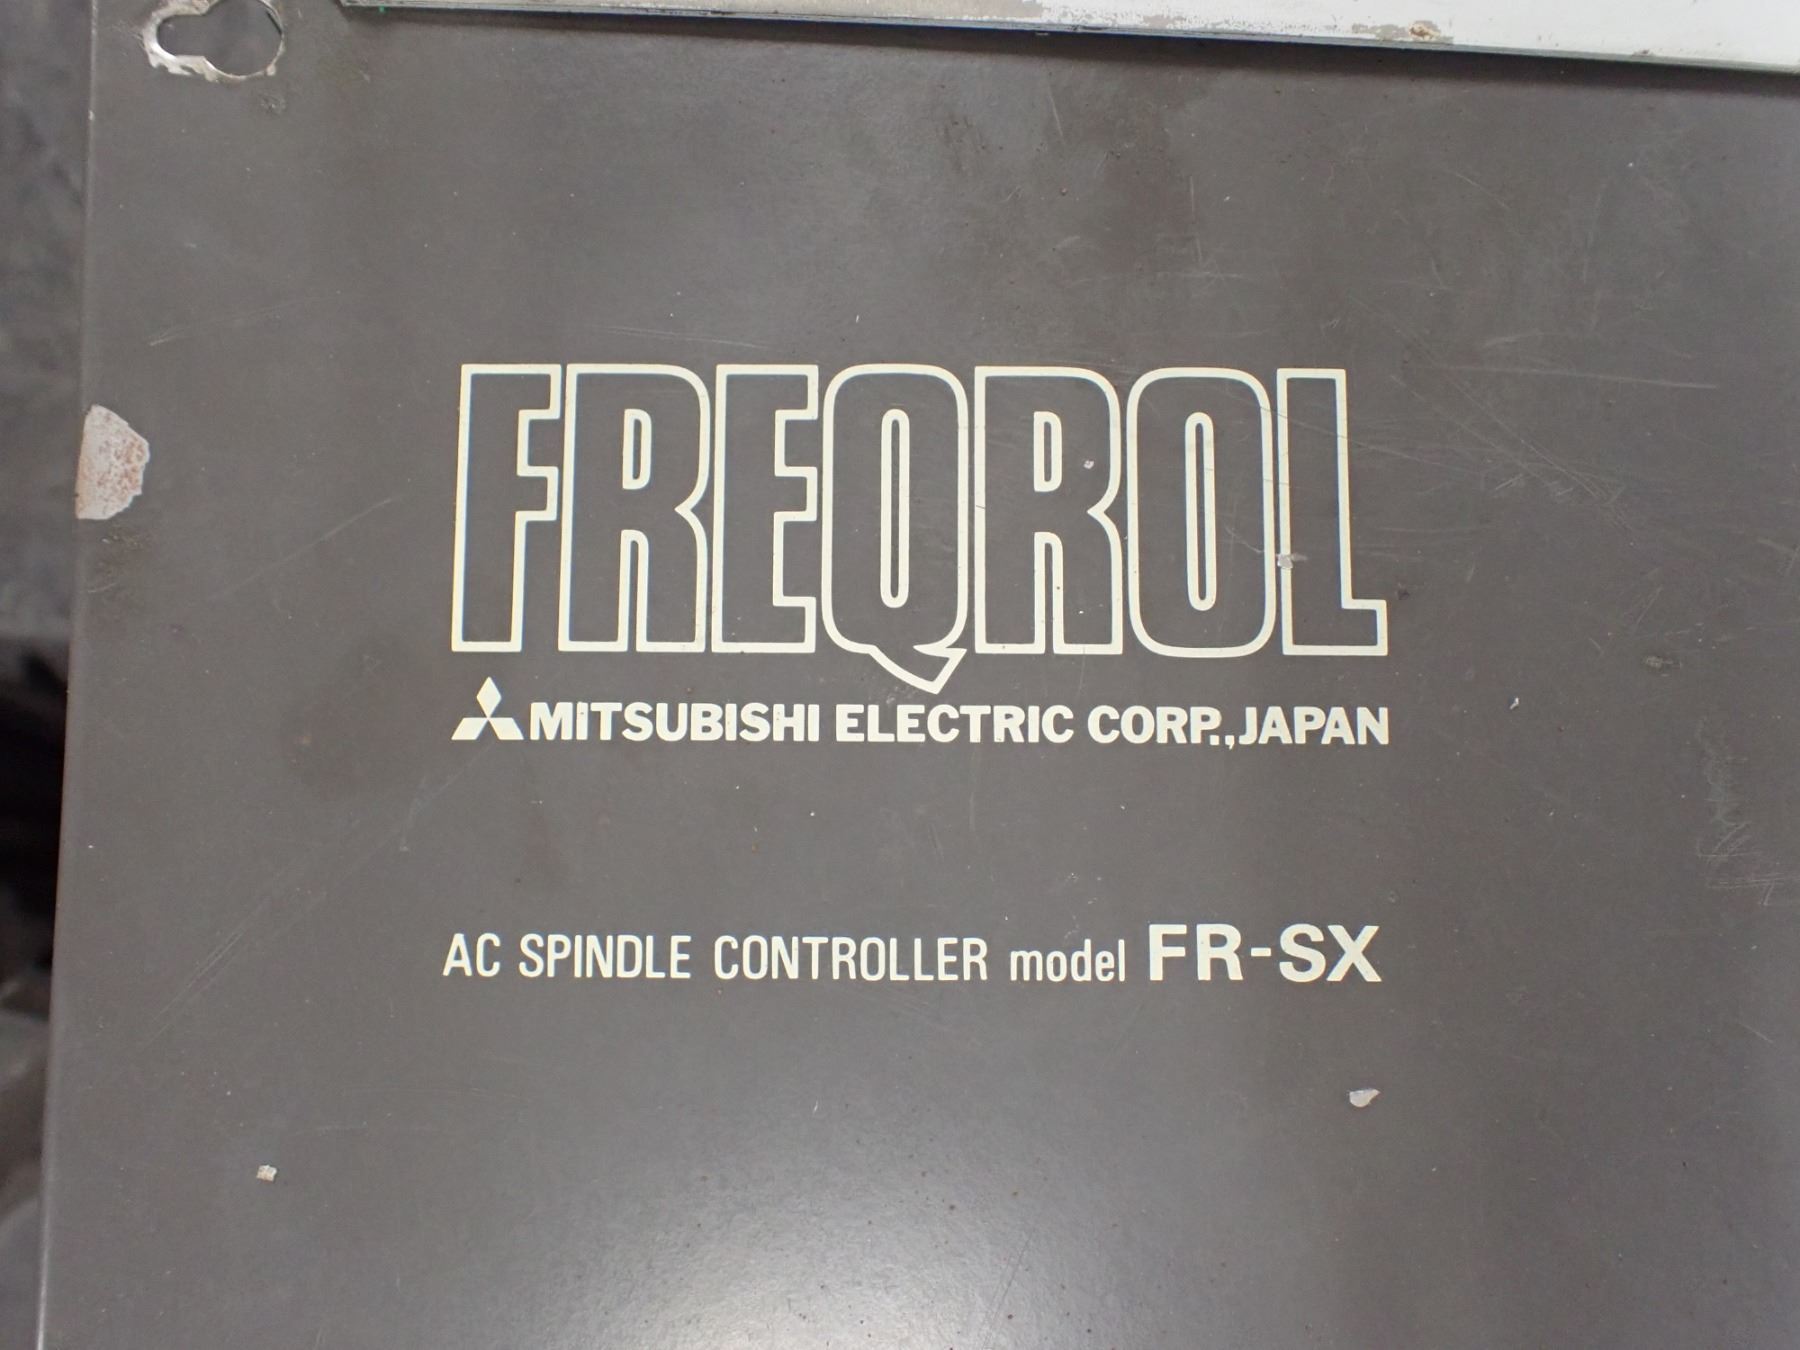 FREQROL
MITSUBISHI ELECTRIC CORP.,JAPAN
AC SPINDLE CONTROLLER model FR-SX